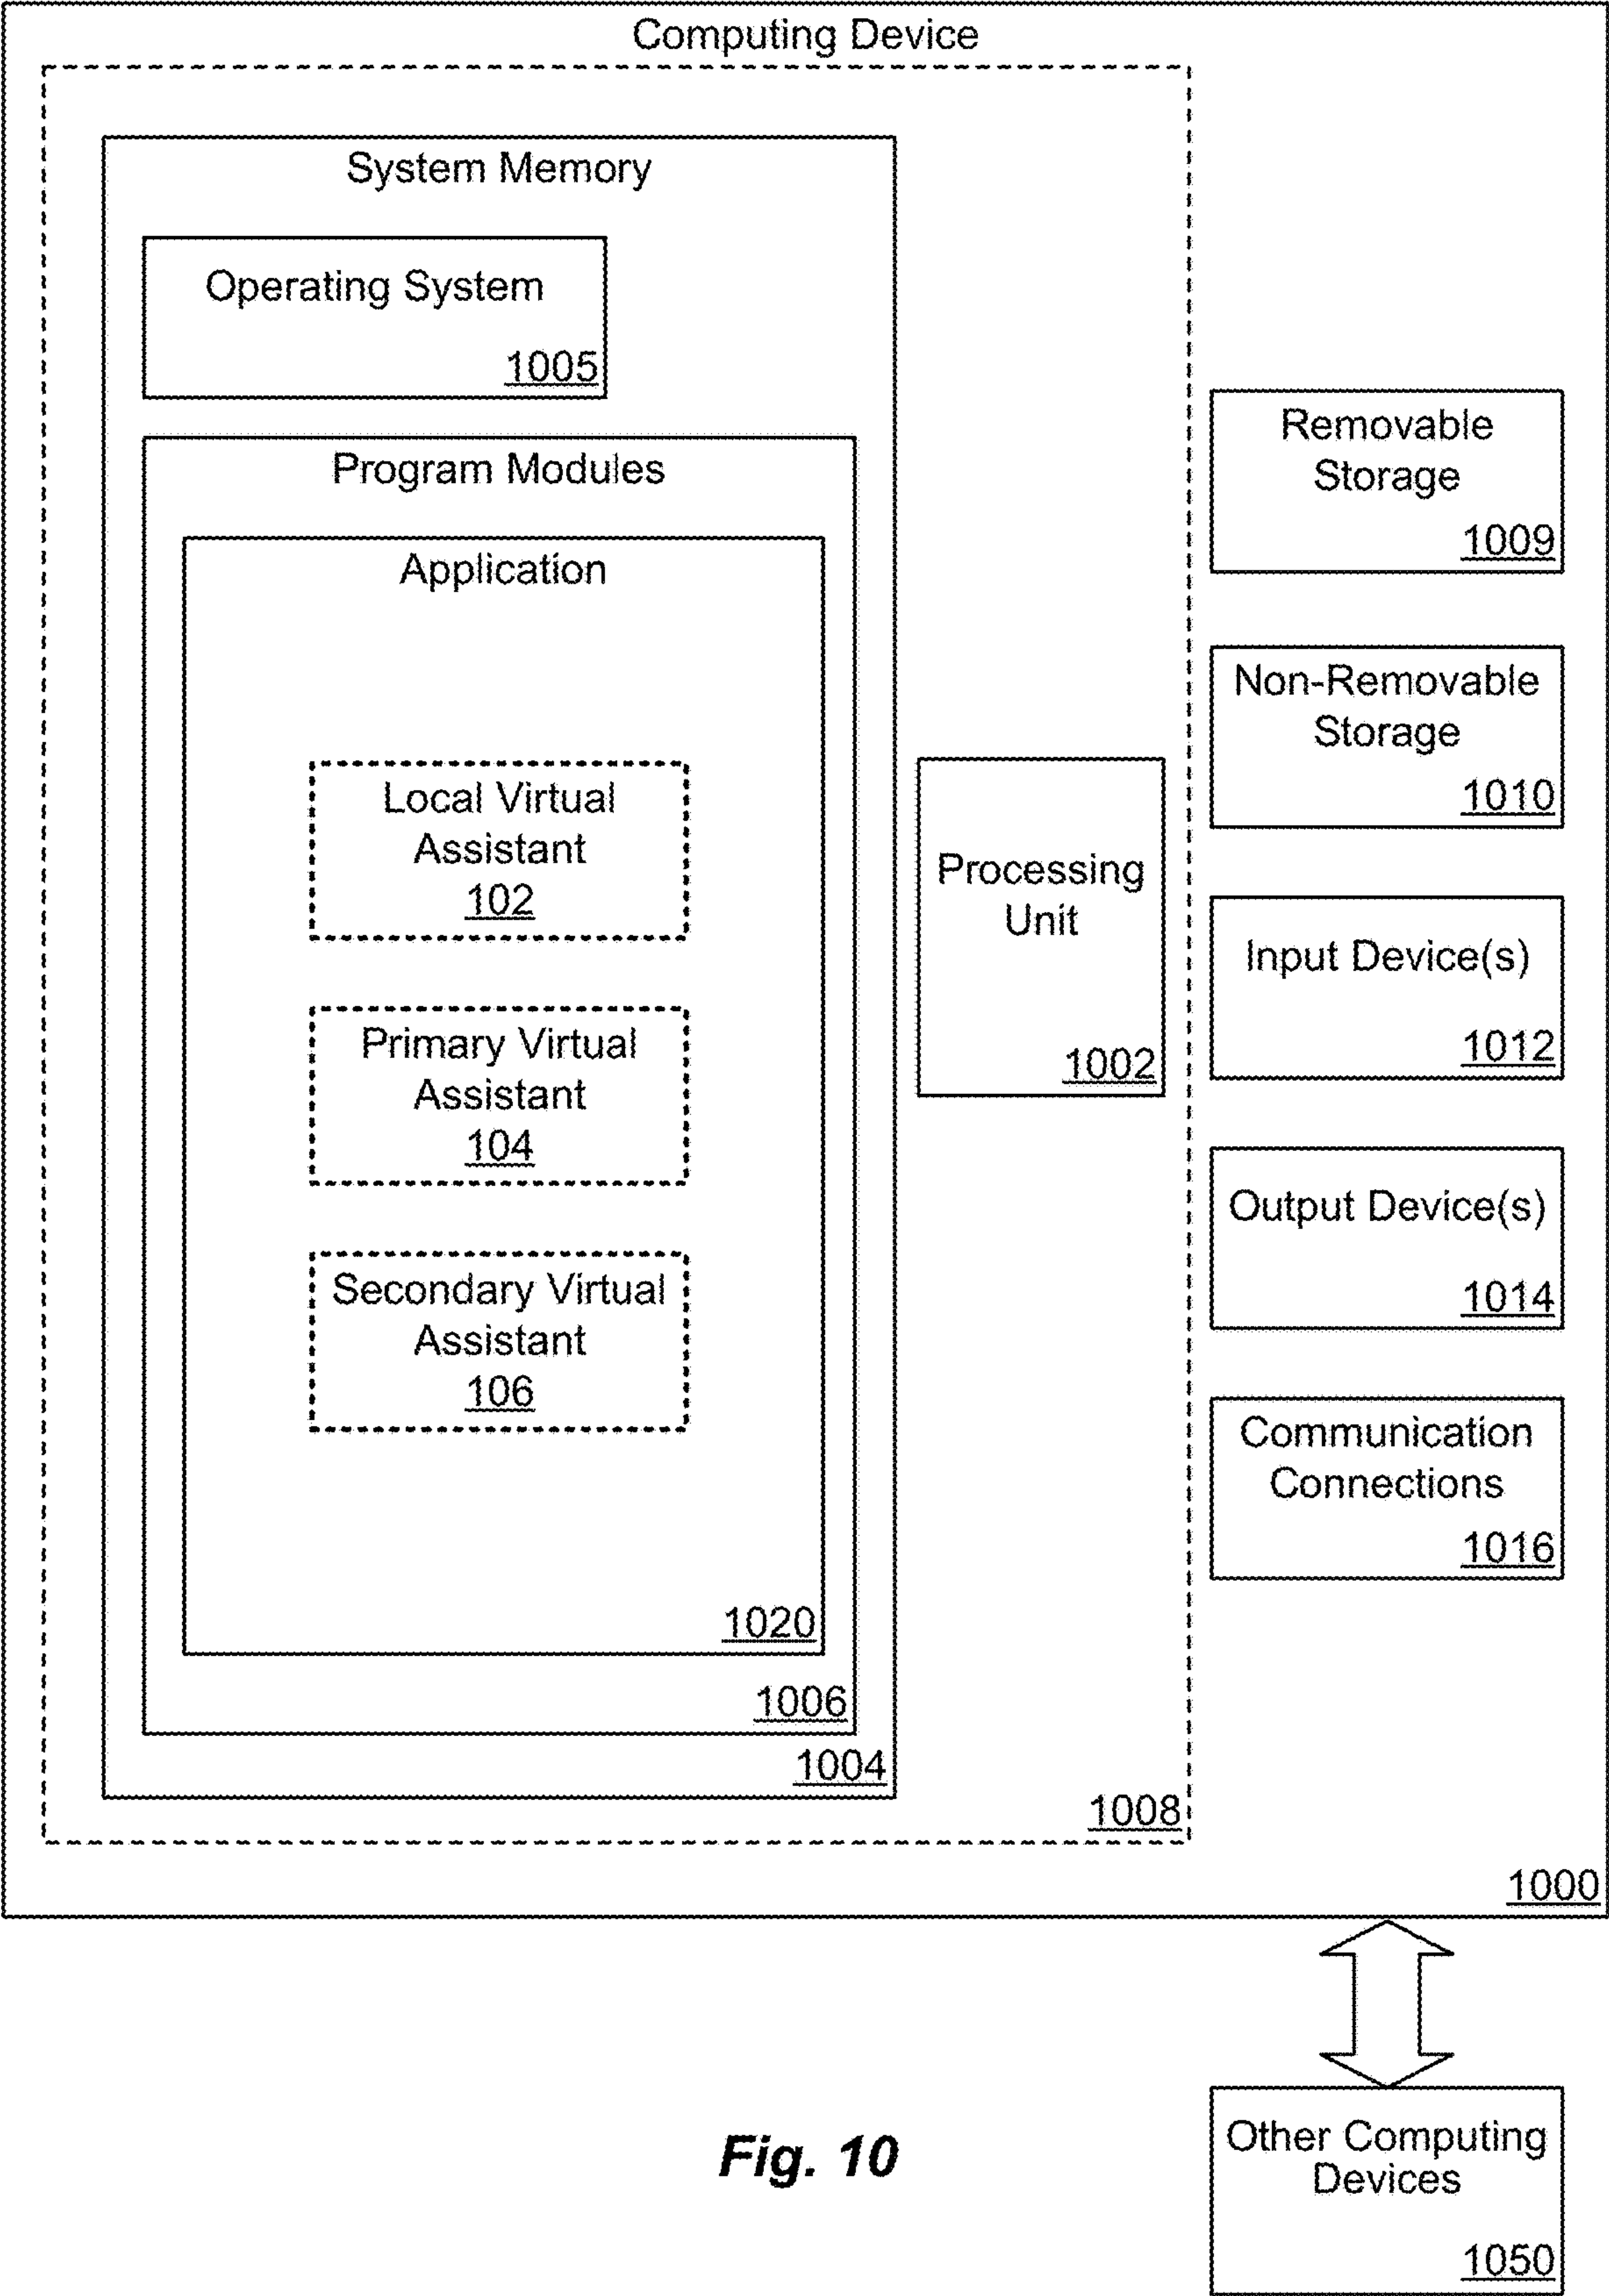 Computing Device
System Memory
Operating System
1005
Program Modules
Application
Local Virtual
Assistant
102
Primary Virtual
Assistant
104
Secondary Virtual
Assistant
106
1020
1006
1004
Processing
Unit
1002
1008
Removable
Storage
1009
Non-Removable
Storage
1010
Input Device(s)
1012
Output Device(s)
1014
Communication
Connections
1016
1000
Other Computing
Devices
1050
Fig. 10